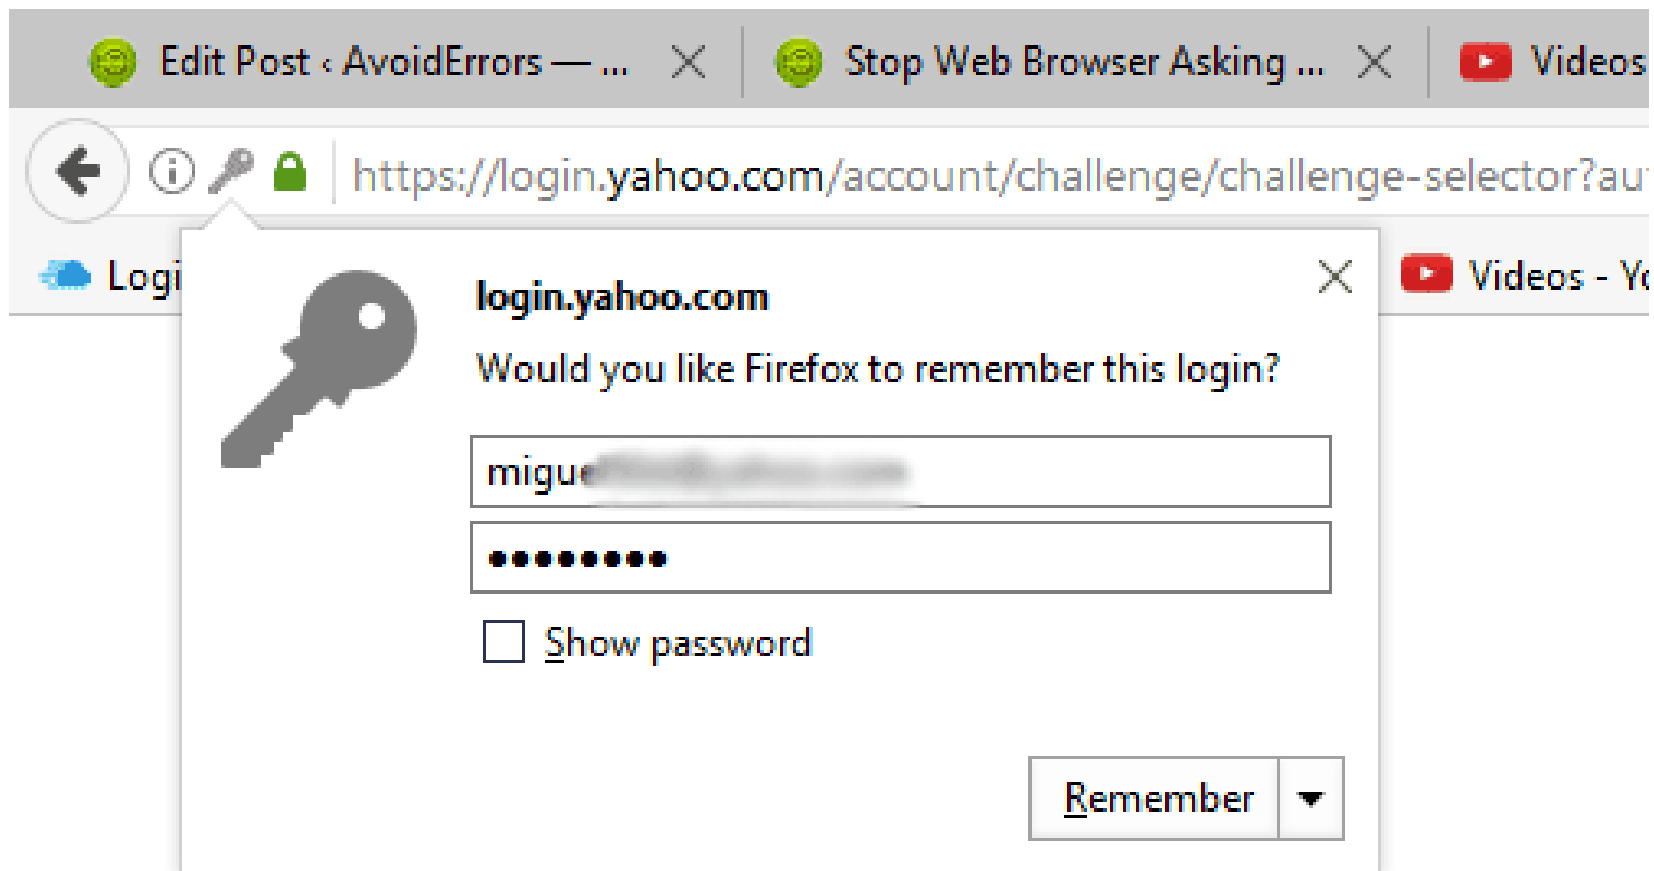 Edit Post ‹ AvoidErrors — ...
Stop Web Browser Asking ...
Videos
https://login.yahoo.com/account/challenge/challenge-selector?au
Logi
Videos - Yo
login.yahoo.com
Would you like Firefox to remember this login?
migue
••••••••
Show password
Remember